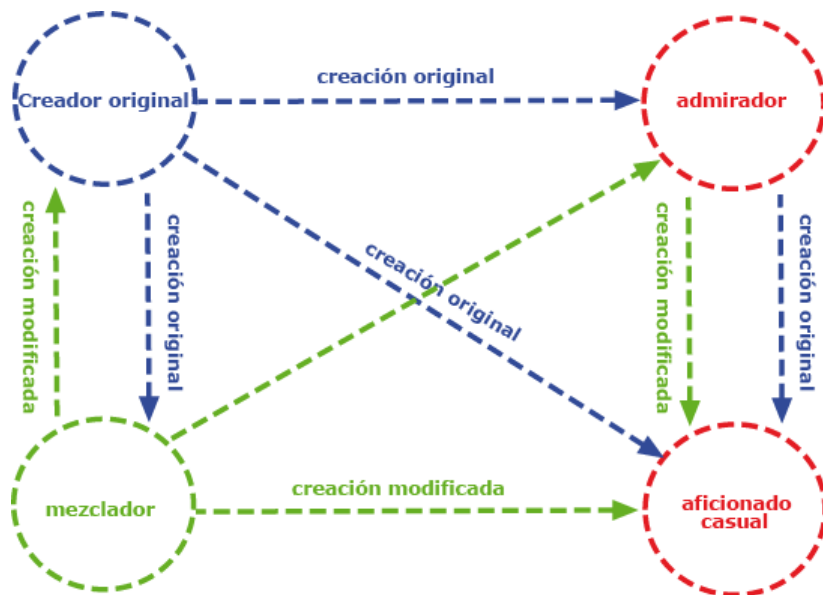 creación original
Creador original
admirador
creación modificada
creación original
creación original
creación modificada
creación original
creación modificada
mezclador
aficionado
casual